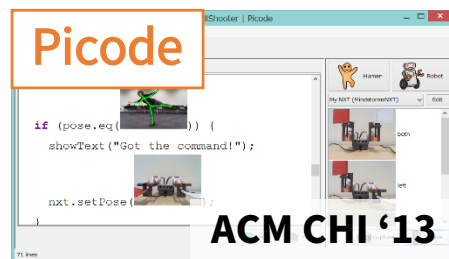 Picode
llShooter | Picode
Human
Robot
My NXT (MindstormsNXT)
Edit
both
left
if (pose.eq( )) {
showText("Got the command!");
nxt.setPose( );
}
ACM CHI ‘13
71 lines